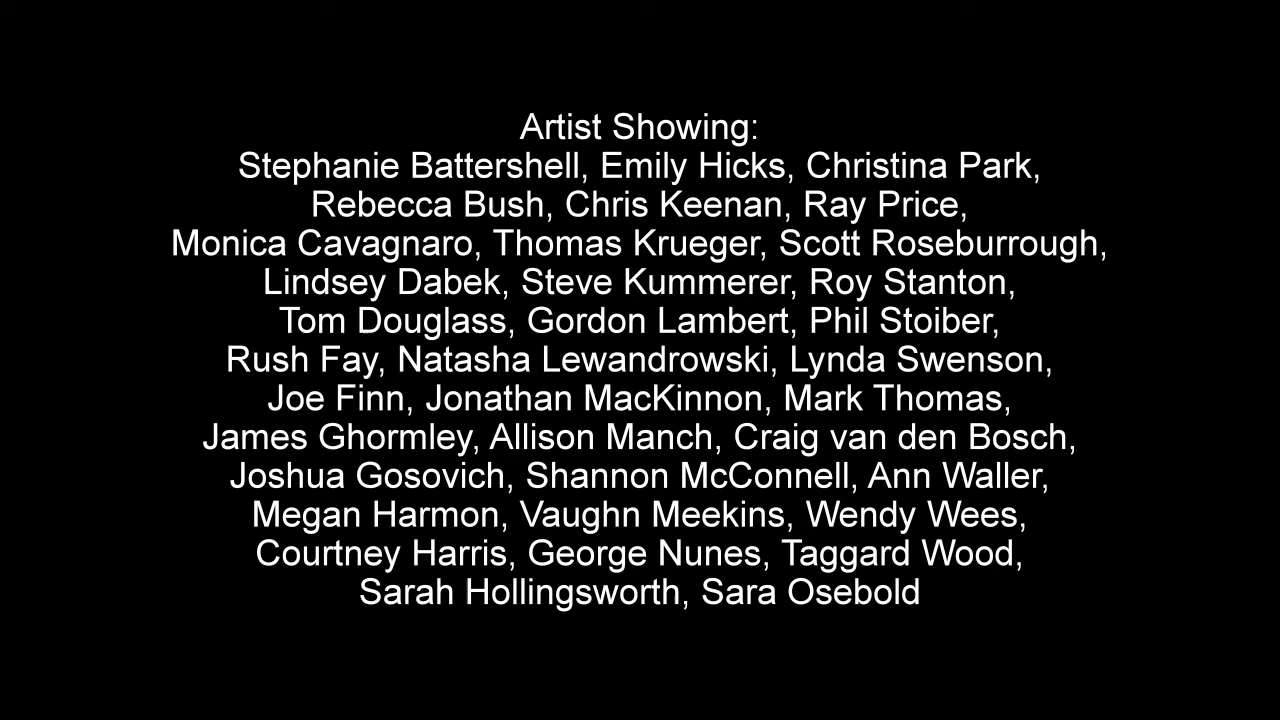 Artist Showing:
Stephanie Battershell, Emily Hicks, Christina Park,
Rebecca Bush, Chris Keenan, Ray Price,
Monica Cavagnaro, Thomas Krueger, Scott Roseburrough,
Lindsey Dabek, Steve Kummerer, Roy Stanton,
Tom Douglass, Gordon Lambert, Phil Stoiber,
Rush Fay, Natasha Lewandrowski, Lynda Swenson,
Joe Finn, Jonathan MacKinnon, Mark Thomas,
James Ghormley, Allison Manch, Craig van den Bosch,
Joshua Gosovich, Shannon McConnell, Ann Waller,
Megan Harmon, Vaughn Meekins, Wendy Wees,
Courtney Harris, George Nunes, Taggard Wood,
Sarah Hollingsworth, Sara Osebold